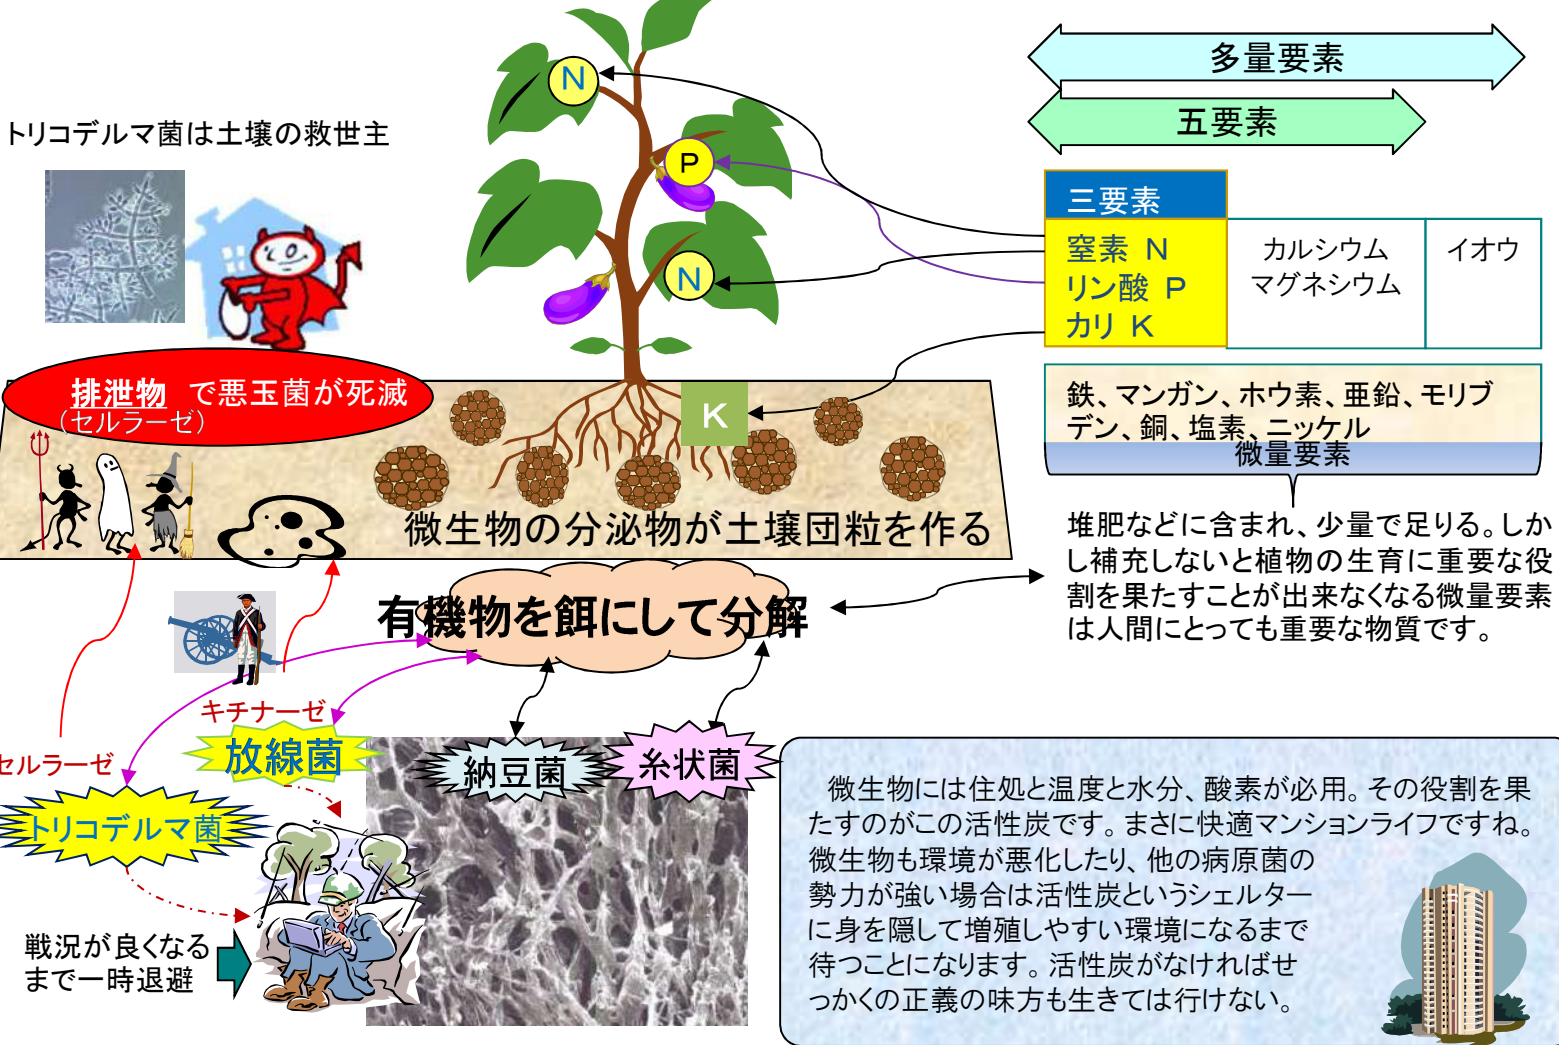 トリコデルマ菌は土壌の救世主
排泄物 で悪玉菌が死滅
(セルラーゼ)
N
P
N
K
多量要素
五要素
三要素
窒素 N
リン酸 P
カリ K
カルシウム
マグネシウム
イオウ
鉄、マンガン、ホウ素、亜鉛、モリブ
デン、銅、塩素、ニッケル
微量要素
堆肥などに含まれ、少量で足りる。しか
し補充しないと植物の生育に重要な役
割を果たすことが出来なくなる微量要素
は人間にとっても重要な物質です。
微生物の分泌物が土壌団粒を作る
有機物を餌にして分解
キチナーゼ
セルラーゼ
放線菌
納豆菌
糸状菌
トリコデルマ菌
戦況が良くなる
まで一時退避
微生物には住処と温度と水分、酸素が必用。その役割を果
たすのがこの活性炭です。まさに快適マンションライフですね。
微生物も環境が悪化したり、他の病原菌の
勢力が強い場合は活性炭というシェルター
に身を隠して増殖しやすい環境になるまで
待つことになります。活性炭がなければせ
っかくの正義の味方も生きては行けない。